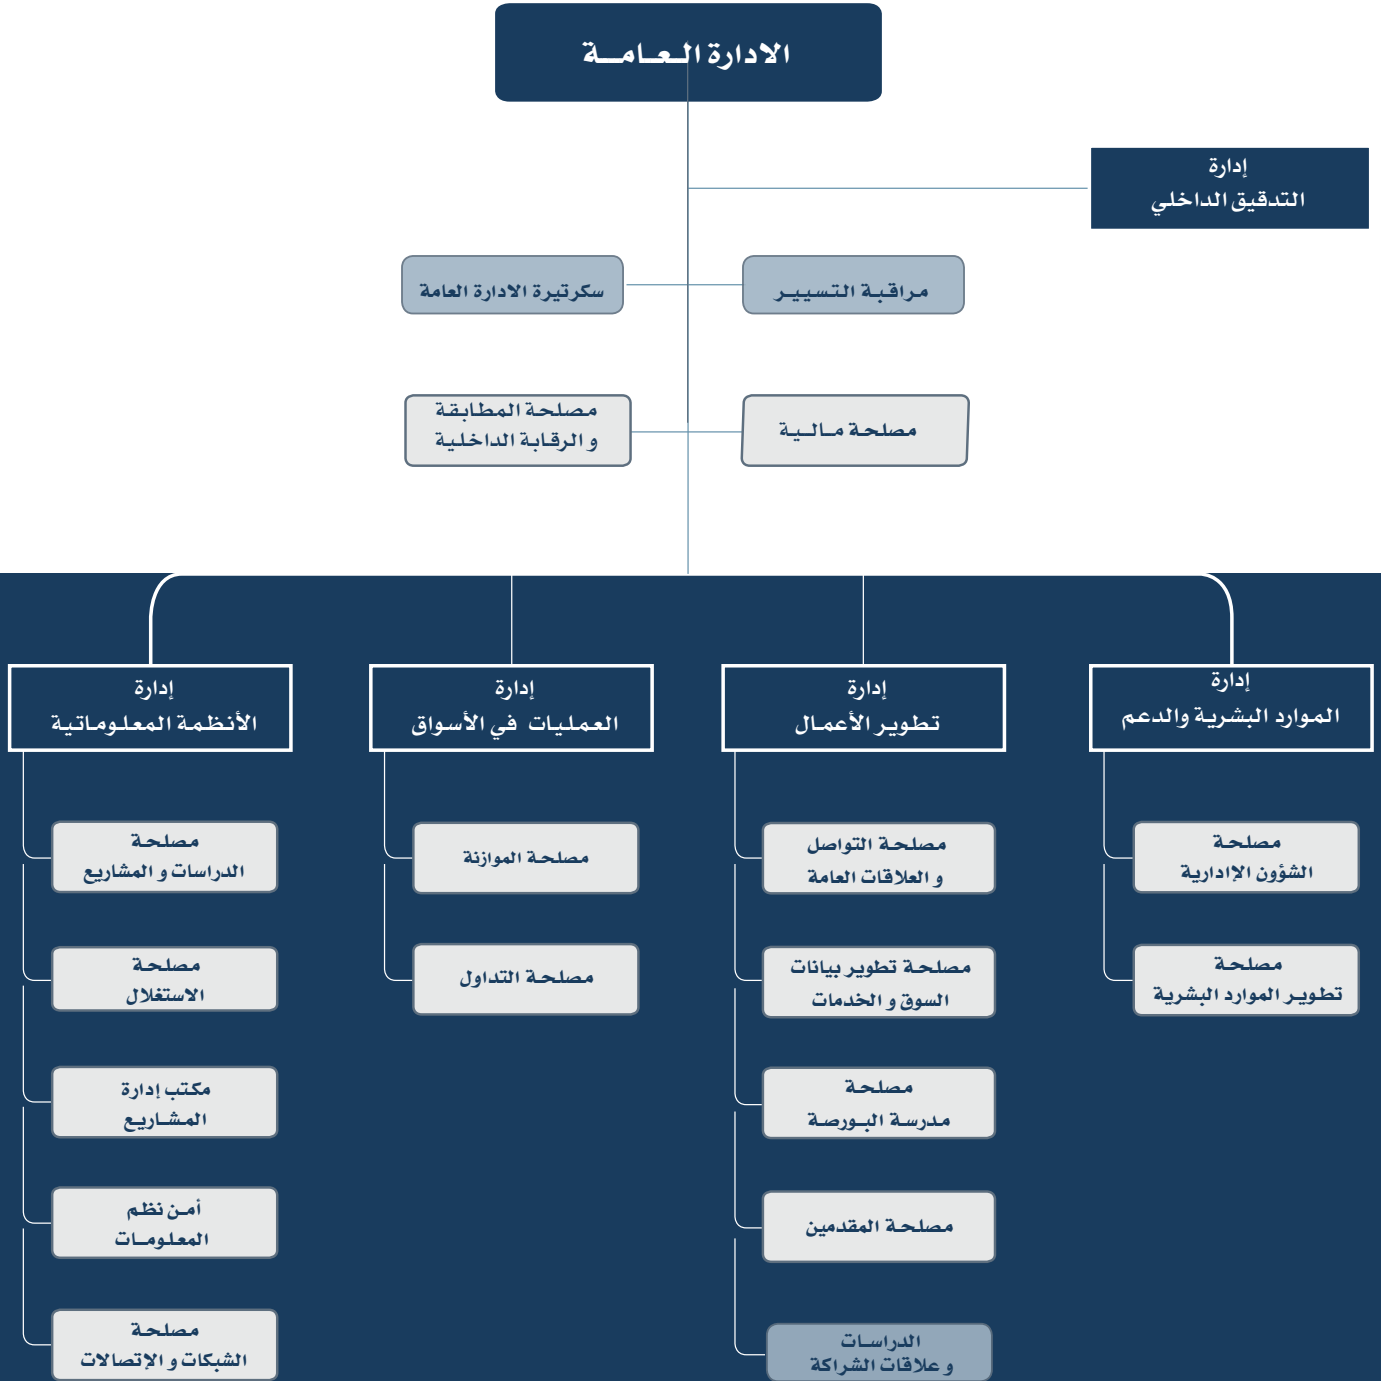 الادارة العامة
إدارة
التدقيق الداخلي
مراقبة التسيير
سكرتيرة الادارة العامة
مصلحة مالية
مصلحة المطابقة
و الرقابة الداخلية
إدارة
الموارد البشرية والدعم
مصلحة
الشؤون الإادارية
مصلحة
تطوير الموارد البشرية
إدارة
تطوير الأعمال
مصلحة التواصل
و العلاقات العامة
مصلحة تطوير بيانات
السوق و الخدمات
مصلحة
مدرسة البورصة
مصلحة المقدمين
الدراسات
و علاقات الشراكة
إدارة
العمليات في الأسواق
مصلحة الموازنة
مصلحة التداول
إدارة
الأنظمة المعلوماتية
مصلحة
الدراسات و المشاريع
مصلحة
الاستغلال
مكتب إدارة
المشاريع
أمن نظم
المعلومات
مصلحة
الشبكات و الإتصالات